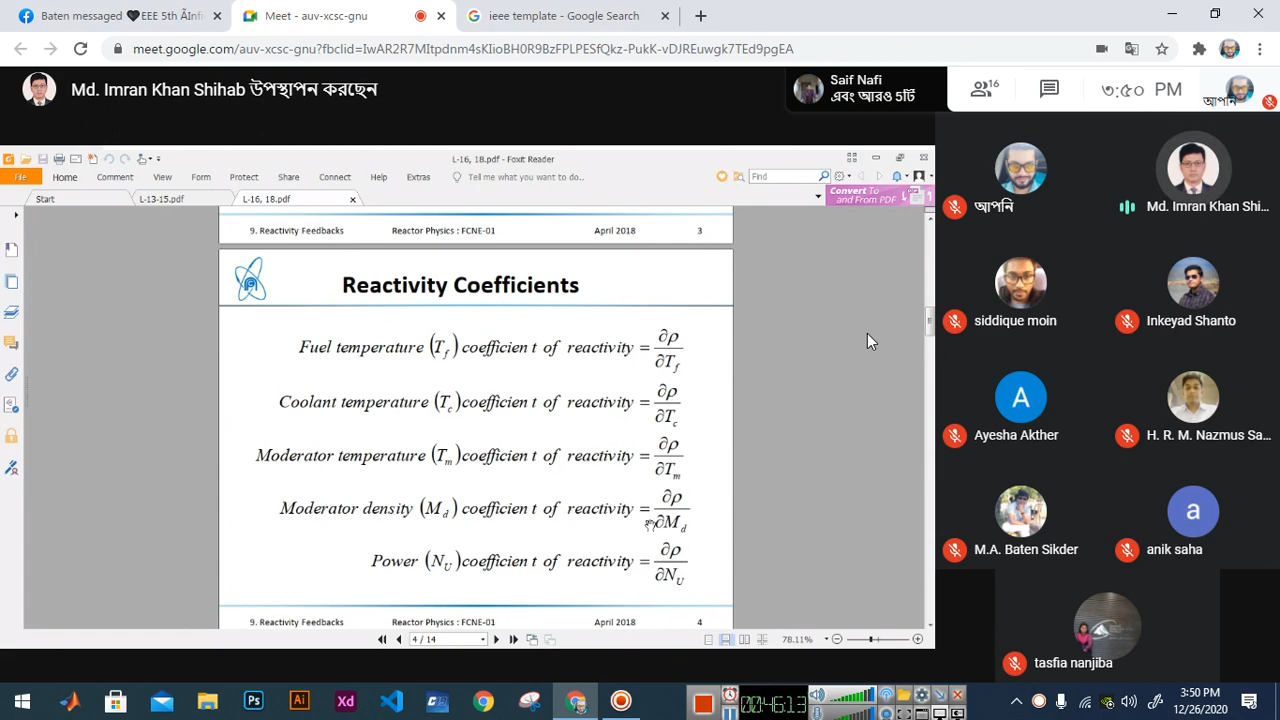 Baten messaged 🖤EEE 5th ÃInfi
Meet - auv-xcsc-gnu
ieee template - Google Search
meet.google.com/auv-xcsc-gnu?fbclid=IwAR2R7MItpdnm4sKIioBH0R9BzFPLPESfQkz-PukK-vDJREuwgk7TEd9pgEA
Md. Imran Khan Shihab উপস্থাপন করছেন
Saif Nafi
এবং আরও 5টি
16
৩:৫০ PM
আপনি
L-16, 18.pdf - Foxit Reader
File Home Comment View Form Protect Share Connect Help Extras Tell me what you want to do.. Find
Start L-13-15.pdf L-16, 18.pdf
Convert To
and From PDF
9. Reactivity Feedbacks Reactor Physics : FCNE-01 April 2018 3
Reactivity Coefficients
Fuel temperature (T_f) coefficien t of reactivity = ∂ρ/∂T_f
Coolant temperature (T_c) coefficien t of reactivity = ∂ρ/∂T_c
Moderator temperature (T_m) coefficien t of reactivity = ∂ρ/∂T_m
Moderator density (M_d) coefficien t of reactivity = ∂ρ/∂M_d
Power (N_U) coefficien t of reactivity = ∂ρ/∂N_U
9. Reactivity Feedbacks Reactor Physics : FCNE-01 April 2018 4
4 / 14
78.11%
আপনি
Md. Imran Khan Shi...
siddique moin
Inkeyad Shanto
A
Ayesha Akther
H. R. M. Nazmus Sa...
M.A. Baten Sikder
a
anik saha
tasfia nanjiba
Ps
Ai
Xd
00:46:13
3:50 PM
12/26/2020